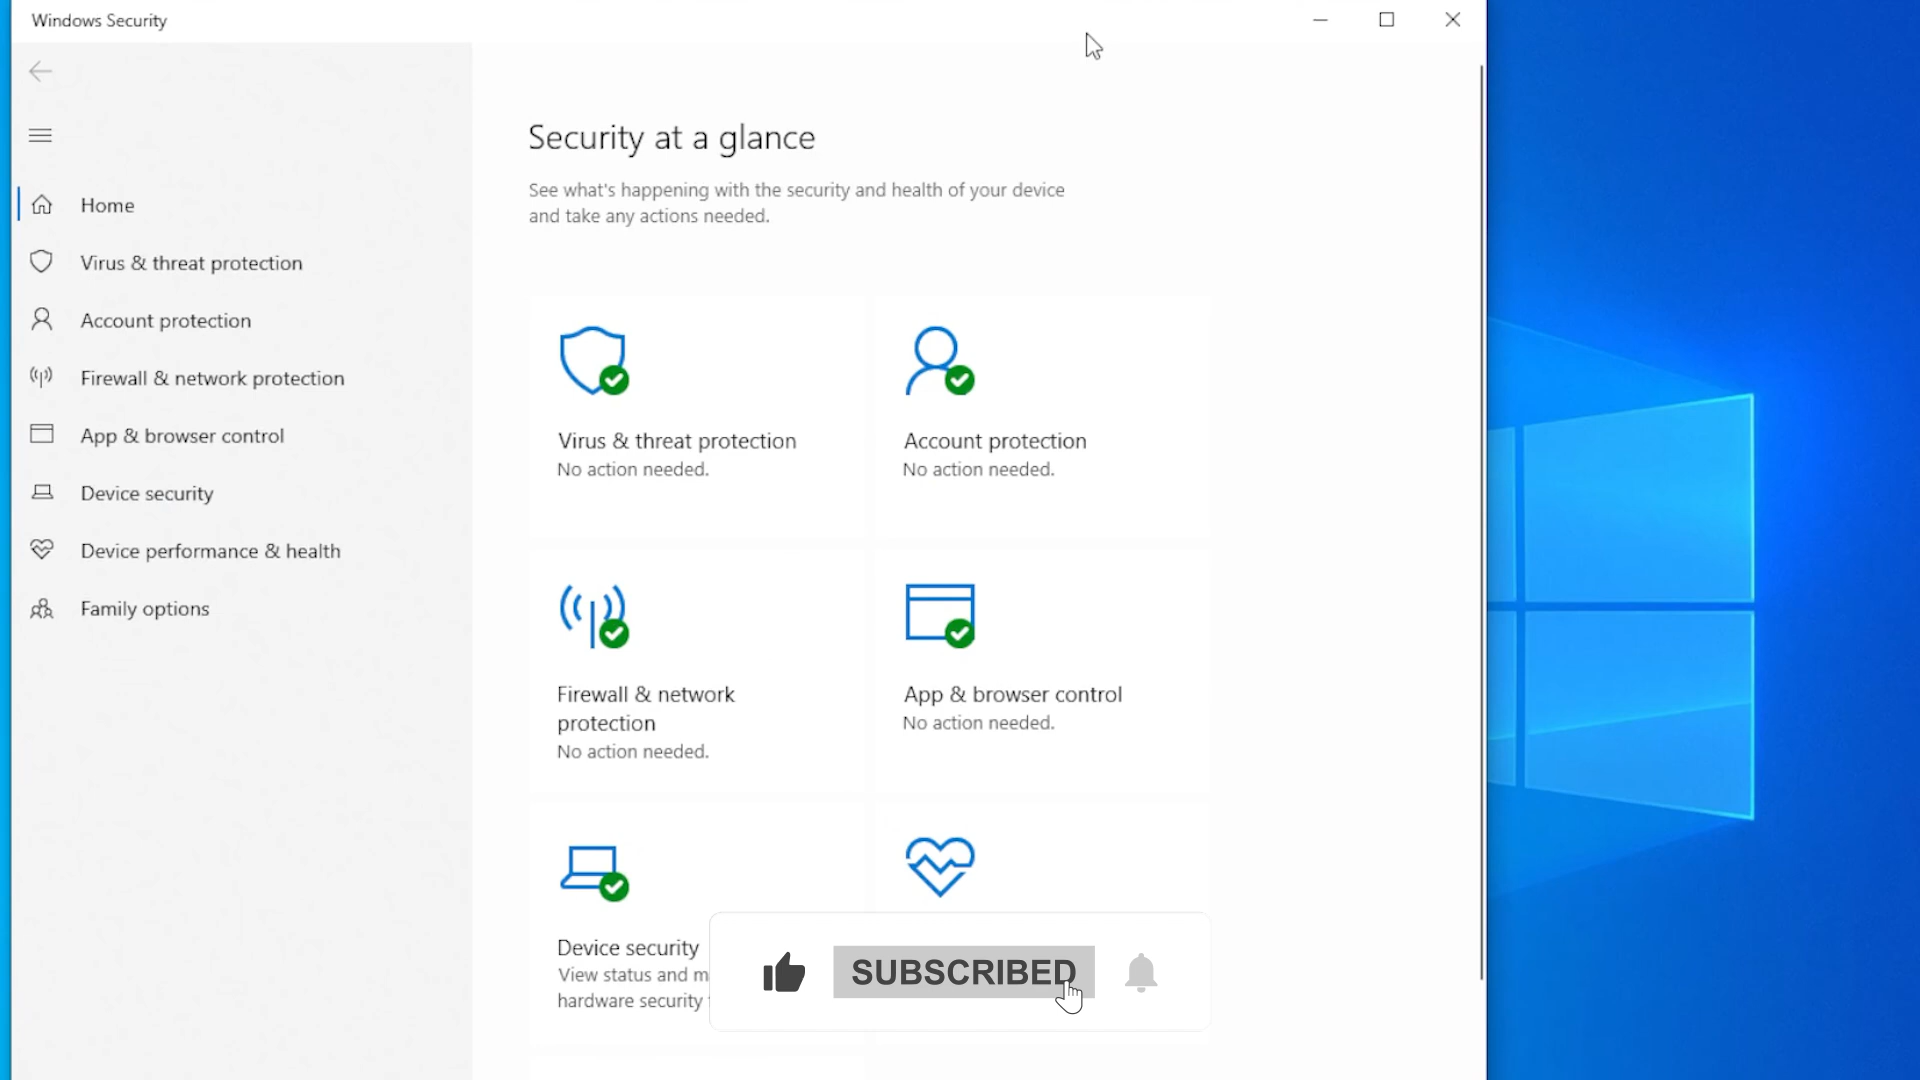 Windows Security
Home
Virus & threat protection
Account protection
Firewall & network protection
App & browser control
Device security
Device performance & health
Family options
Security at a glance
See what's happening with the security and health of your device
and take any actions needed.
Virus & threat protection
No action needed.
Account protection
No action needed.
Firewall & network
protection
No action needed.
App & browser control
No action needed.
Device security
View status and
hardware security
SUBSCRIBED